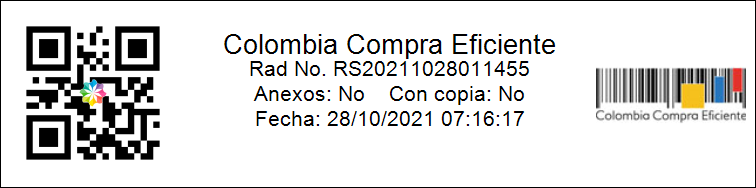 Colombia Compra Eficiente
Rad No. RS20211028011455
Anexos: No    Con copia: No
Fecha: 28/10/2021 07:16:17
Colombia Compra Eficiente